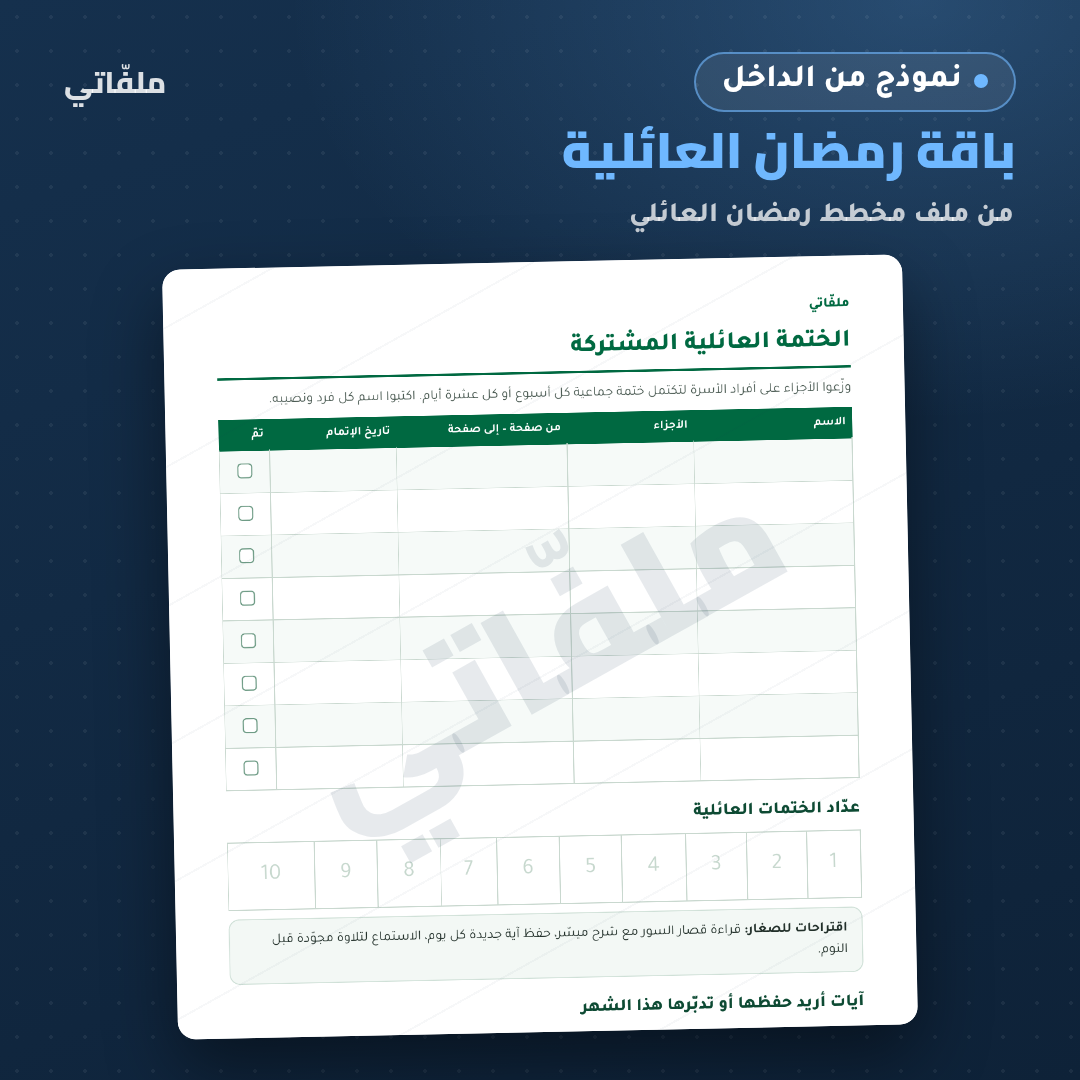 نموذج من الداخل
ملفّاتي
باقة رمضان العائلية
من ملف مخطط رمضان العائلي
ملفّاتي
الختمة العائلية المشتركة
وزّعوا الأجزاء على أفراد الأسرة لتكتمل ختمة جماعية كل أسبوع أو كل عشرة أيام. اكتبوا اسم كل فرد ونصيبه.
الاسم الأجزاء من صفحة - إلى صفحة تاريخ الإتمام تمّ
ملفّاتي
عدّاد الختمات العائلية
1 2 3 4 5 6 7 8 9 10
اقتراحات للصغار: قراءة قصار السور مع شرح ميسّر، حفظ آية جديدة كل يوم، الاستماع لتلاوة مجوّدة قبل
النوم.
آيات أريد حفظها أو تدبّرها هذا الشهر